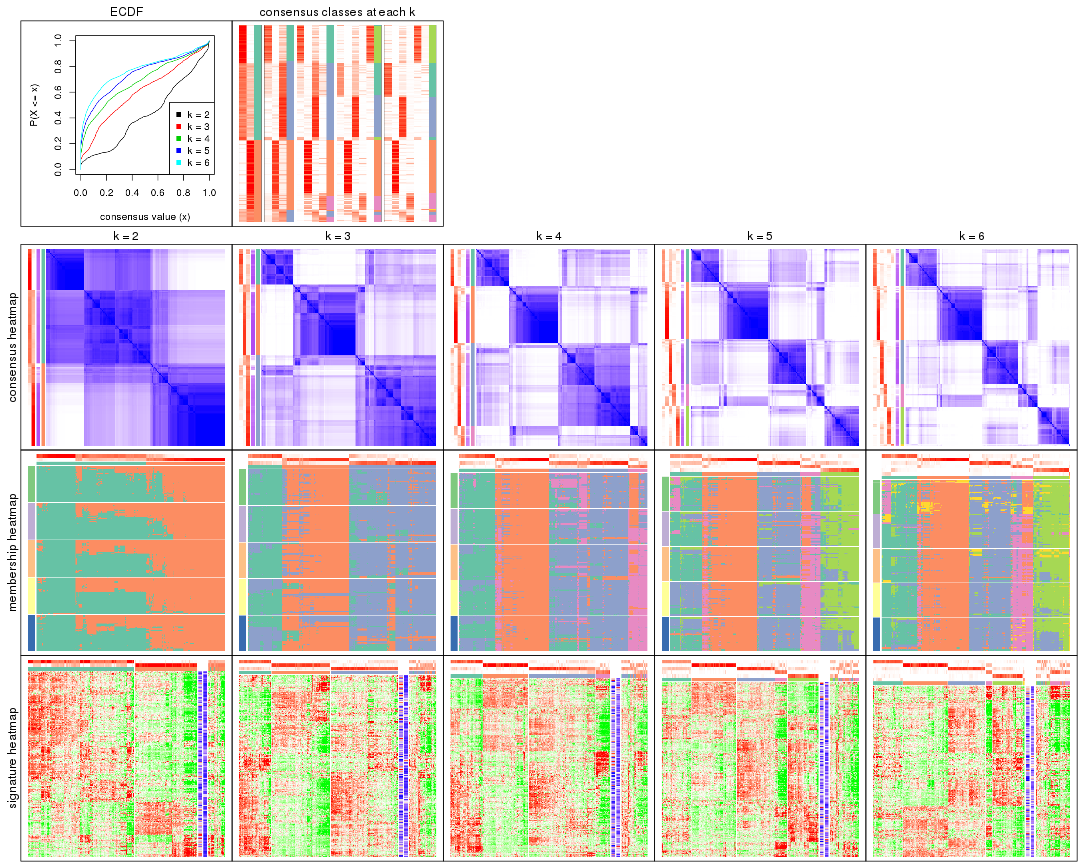 ECDF
consensus classes at each k
P(X <= x)
0.0 0.2 0.4 0.6 0.8 1.0
k = 2
k = 3
k = 4
k = 5
k = 6
0.0 0.2 0.4 0.6 0.8 1.0
consensus value (x)
k = 2
k = 3
k = 4
k = 5
k = 6
consensus heatmap
membership heatmap
signature heatmap